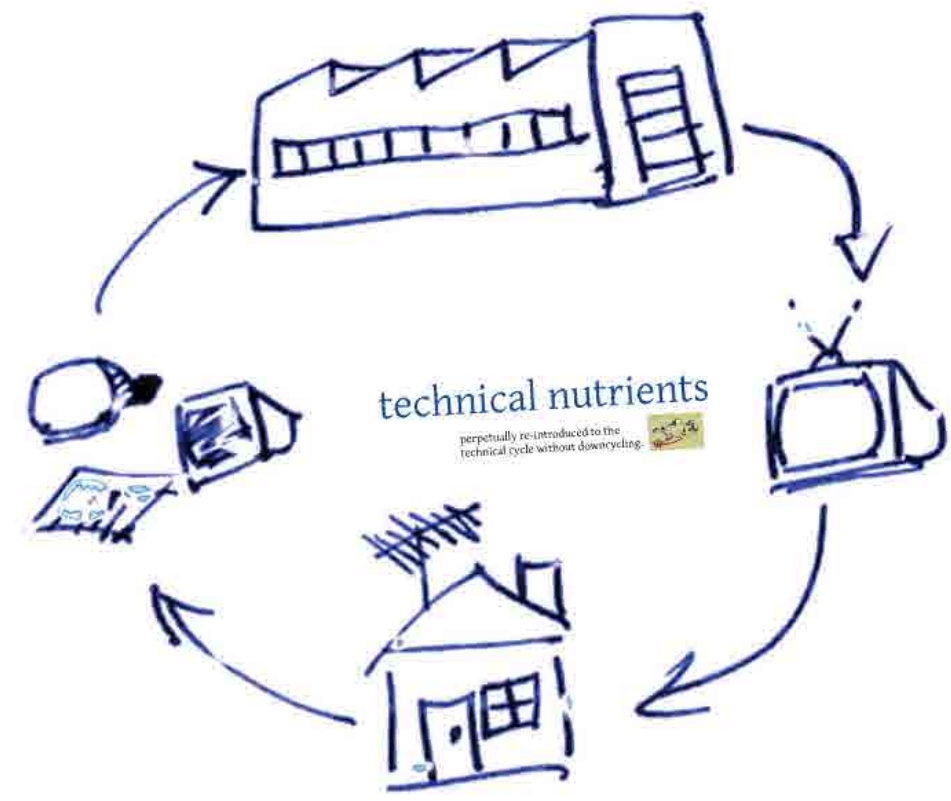 technical nutrients
perpetually re-introduced to the
technical cycle without downcycling.